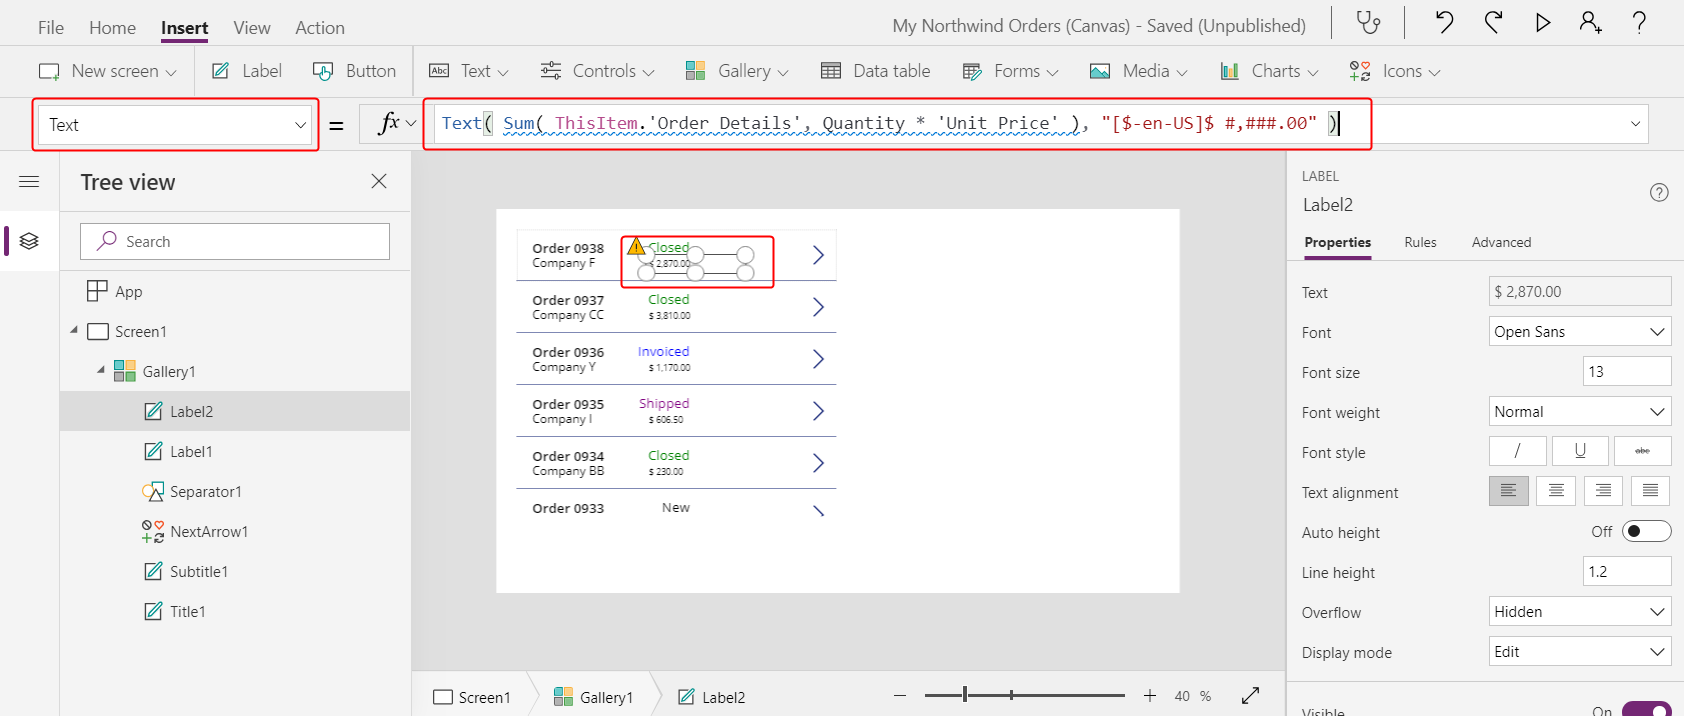 File Home Insert View Action My Northwind Orders (Canvas) - Saved (Unpublished) ?
New screen Label Button Abc Text Controls Gallery Data table Forms Media Charts Icons
Text = fx Text( Sum( ThisItem.'Order Details', Quantity * 'Unit Price' ), "[$-en-US]$ #,###.00" )
Tree view
Search
App
Screen1
Gallery1
Label2
Label1
Separator1
NextArrow1
Subtitle1
Title1
Order 0938 Closed
Company F $ 2,870.00
Order 0937 Closed
Company CC $ 3,810.00
Order 0936 Invoiced
Company Y $ 1,170.00
Order 0935 Shipped
Company I $ 606.50
Order 0934 Closed
Company BB $ 230.00
Order 0933 New
Screen1 Gallery1 Label2 40 %
LABEL
Label2
?
Properties Rules Advanced
Text $ 2,870.00
Font Open Sans
Font size 13
Font weight Normal
Font style / U abc
Text alignment
Auto height Off
Line height 1.2
Overflow Hidden
Display mode Edit
Visible On